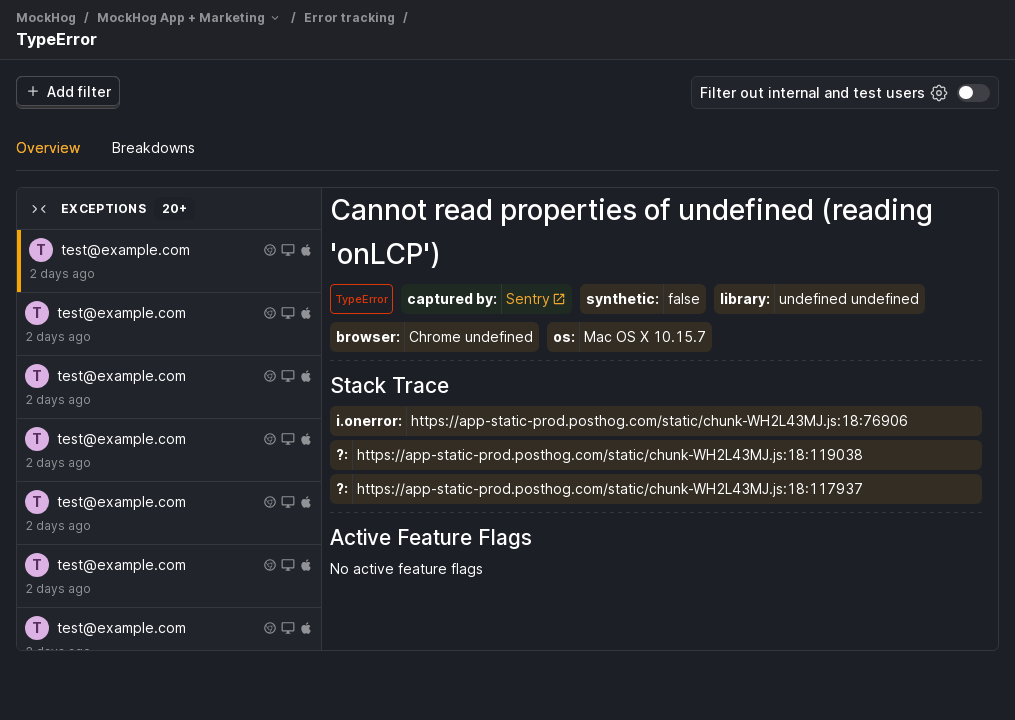 MockHog / MockHog App + Marketing / Error tracking /
TypeError
Add filter
Filter out internal and test users
Overview Breakdowns
EXCEPTIONS 20+
T test@example.com
2 days ago
T test@example.com
2 days ago
T test@example.com
2 days ago
T test@example.com
2 days ago
T test@example.com
2 days ago
T test@example.com
2 days ago
T test@example.com
2 days ago
Cannot read properties of undefined (reading
'onLCP')
TypeError captured by: Sentry synthetic: false library: undefined undefined
browser: Chrome undefined os: Mac OS X 10.15.7
Stack Trace
i.onerror: https://app-static-prod.posthog.com/static/chunk-WH2L43MJ.js:18:76906
?: https://app-static-prod.posthog.com/static/chunk-WH2L43MJ.js:18:119038
?: https://app-static-prod.posthog.com/static/chunk-WH2L43MJ.js:18:117937
Active Feature Flags
No active feature flags